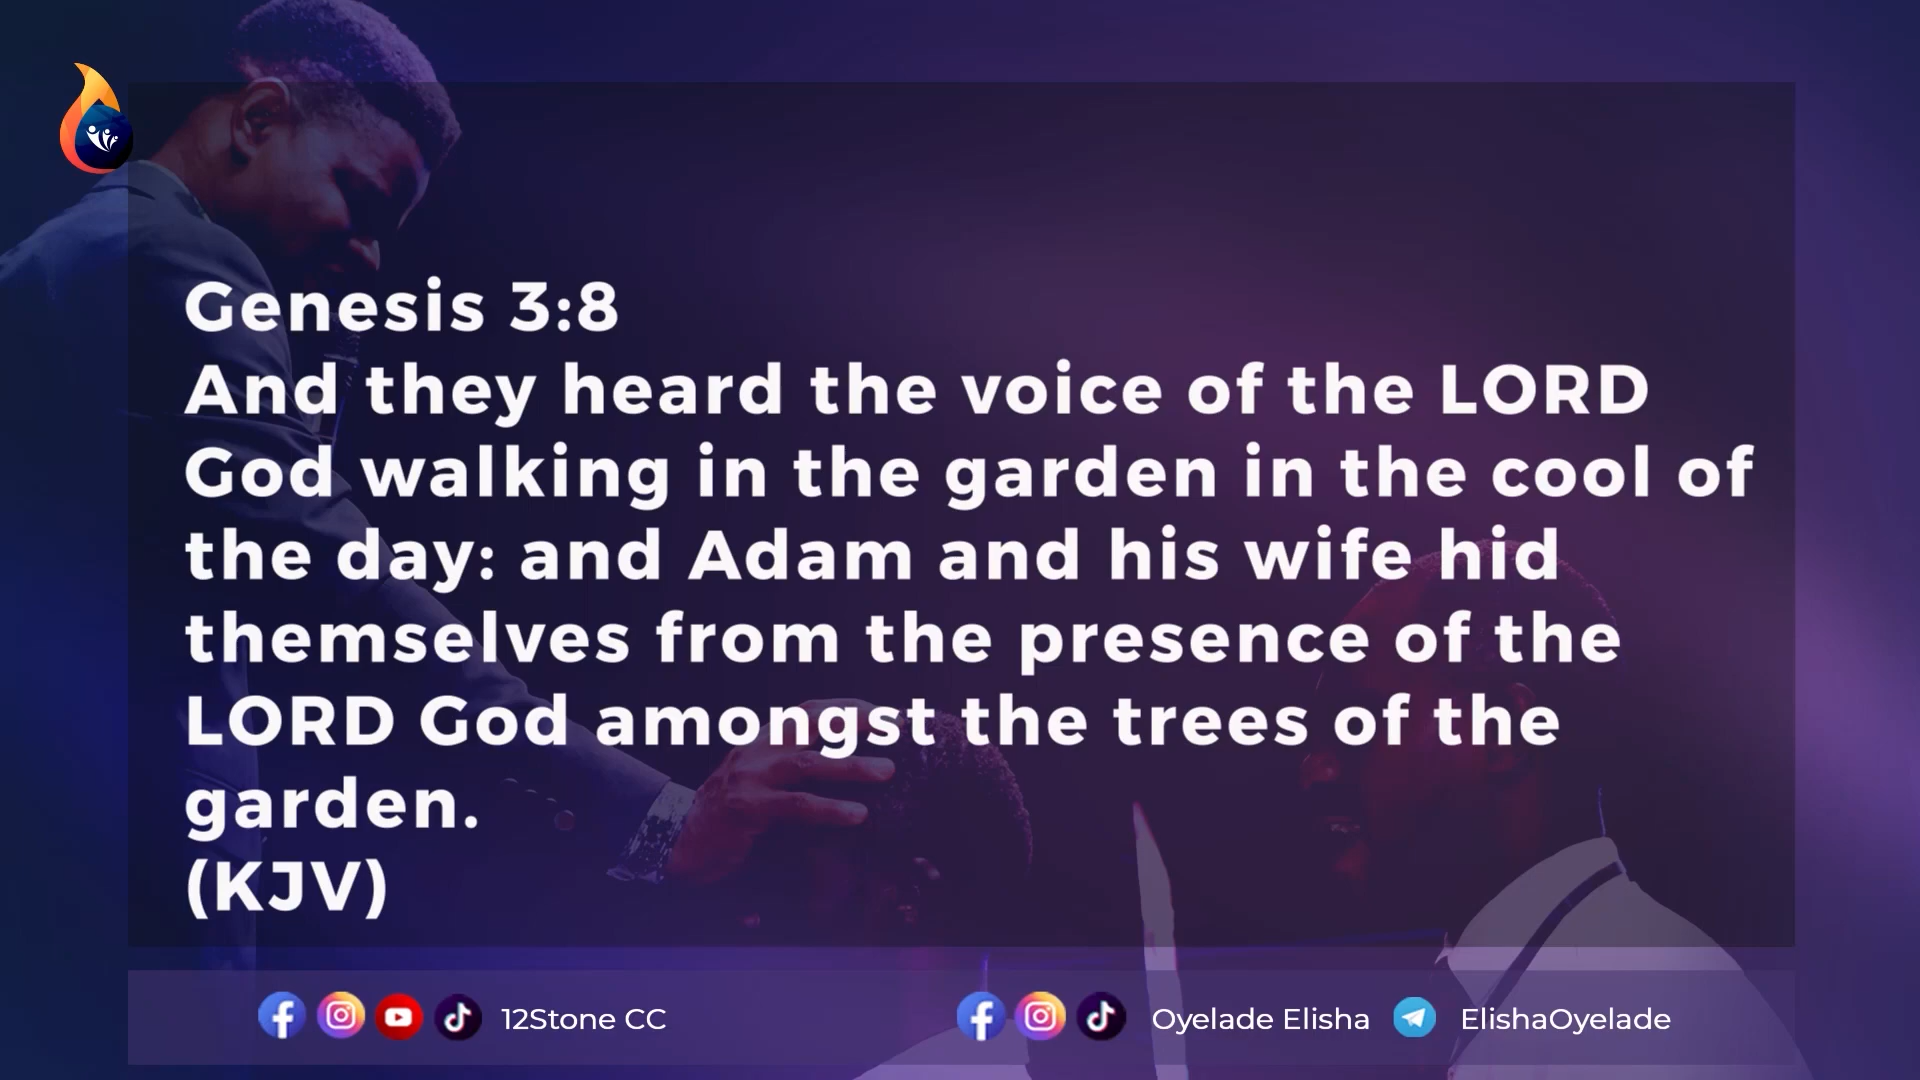 Genesis 3:8
And they heard the voice of the LORD
God walking in the garden in the cool of
the day: and Adam and his wife hid
themselves from the presence of the
LORD God amongst the trees of the
garden.
(KJV)
12Stone CC
Oyelade Elisha
ElishaOyelade